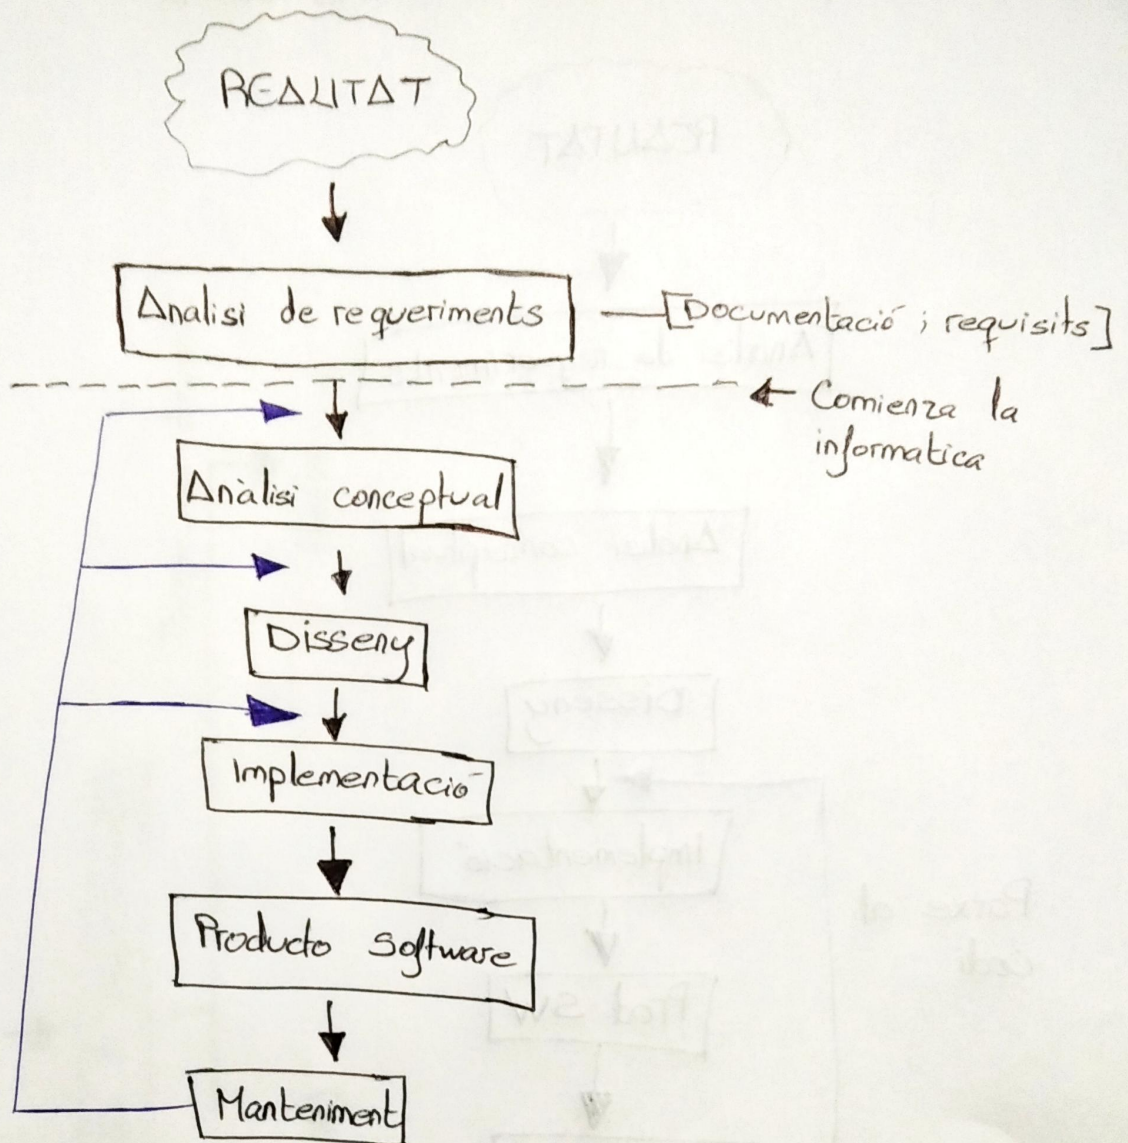 REALITAT
Analisi de requeriments
[Documentació ; requisits]
Comienza la
informatica
Anàlisi conceptual
Disseny
Implementació
Producto software
Manteniment